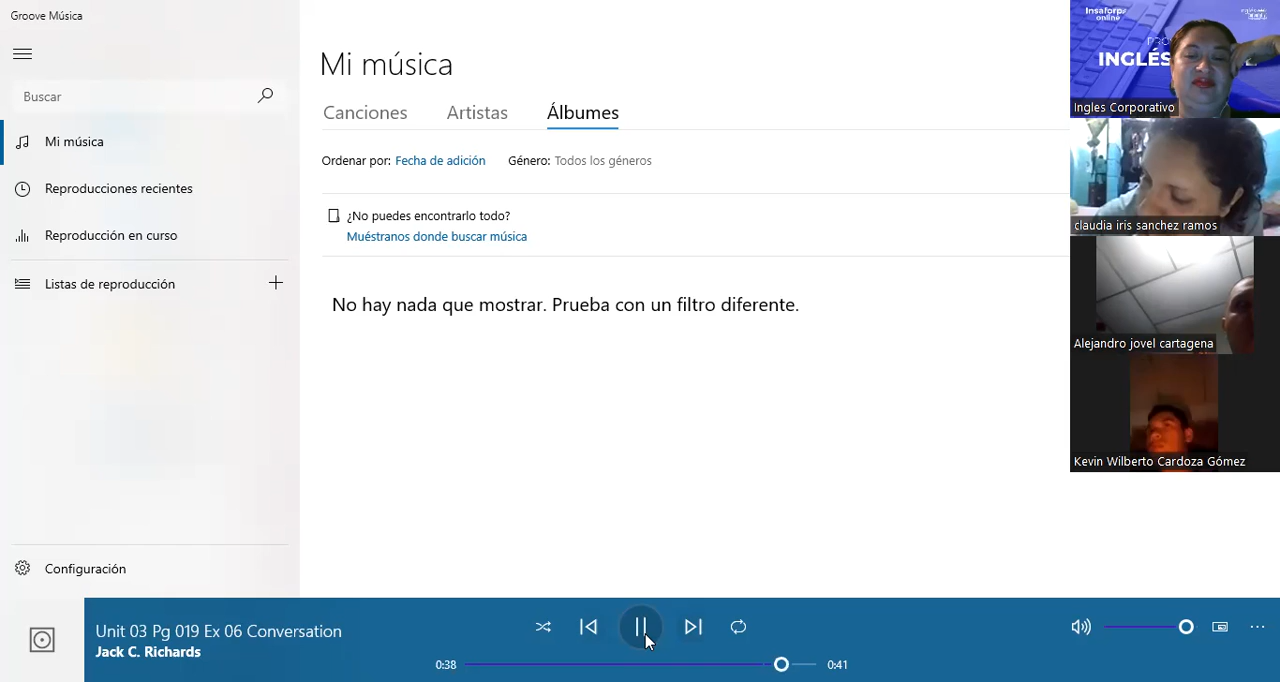 Groove Música
Buscar
Mi música
Reproducciones recientes
Reproducción en curso
Listas de reproducción
Configuración
Mi música
Canciones Artistas Álbumes
Ordenar por: Fecha de adición Género: Todos los géneros
¿No puedes encontrarlo todo?
Muéstranos donde buscar música
No hay nada que mostrar. Prueba con un filtro diferente.
Insaforp
online
INGLÉS
Ingles Corporativo
claudia iris sanchez ramos
Alejandro jovel cartagena
Kevin Wilberto Cardoza Gómez
Unit 03 Pg 019 Ex 06 Conversation
Jack C. Richards
0:38 0:41